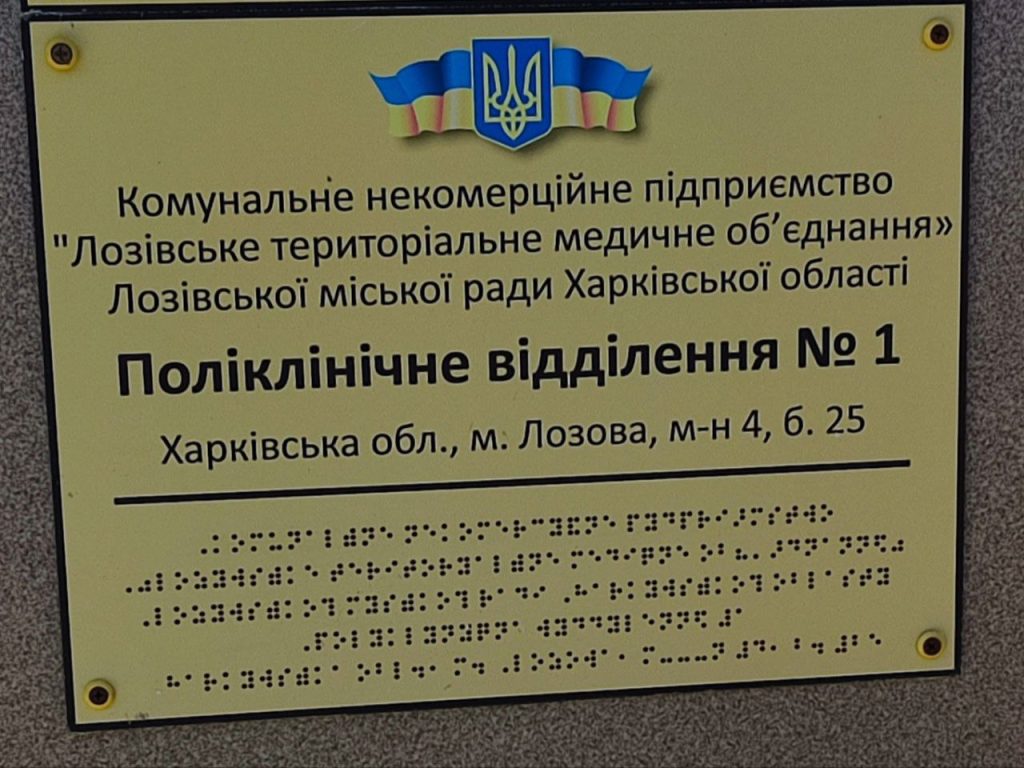 Комунальне некомерційне підприємство
"Лозівське територіальне медичне об’єднання»
Лозівської міської ради Харківської області
Поліклінічне відділення № 1
Харківська обл., м. Лозова, м-н 4, б. 25